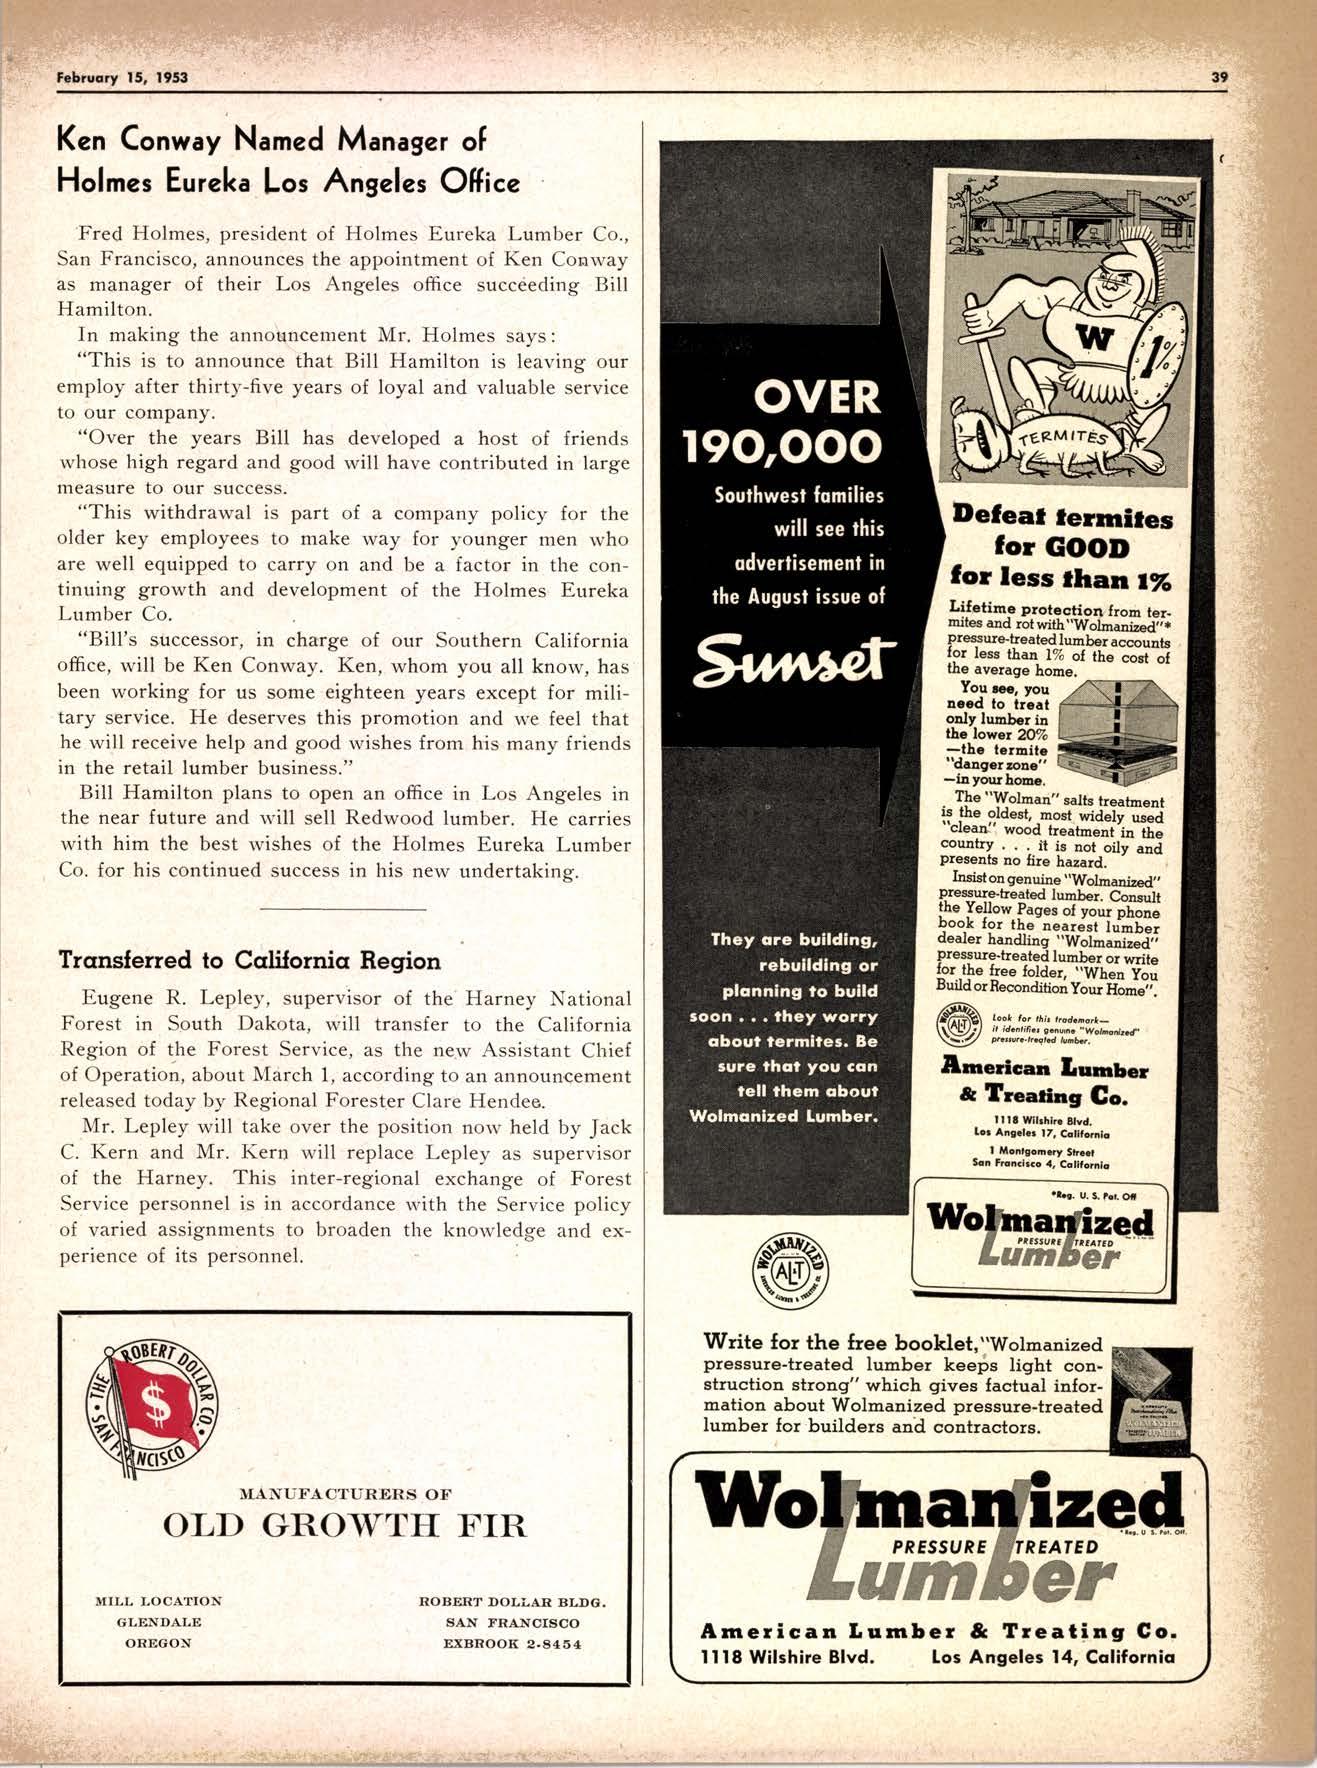 February 15, 1953
39
Ken Conway Named Manager of
Holmes Eureka Los Angeles Office
Fred Holmes, president of Holmes Eureka Lumber Co.,
San Francisco, announces the appointment of Ken Conway
as manager of their Los Angeles office succeeding Bill
Hamilton.
In making the announcement Mr. Holmes says:
"This is to announce that Bill Hamilton is leaving our
employ after thirty-five years of loyal and valuable service
to our company.
"Over the years Bill has developed a host of friends
whose high regard and good will have contributed in large
measure to our success.
"This withdrawal is part of a company policy for the
older key employees to make way for younger men who
are well equipped to carry on and be a factor in the con-
tinuing growth and development of the Holmes Eureka
Lumber Co.
"Bill's successor, in charge of our Southern California
office, will be Ken Conway. Ken, whom you all know, has
been working for us some eighteen years except for mili-
tary service. He deserves this promotion and we feel that
he will receive help and good wishes from his many friends
in the retail lumber business."
Bill Hamilton plans to open an office in Los Angeles in
the near future and will sell Redwood lumber. He carries
with him the best wishes of the Holmes Eureka Lumber
Co. for his continued success in his new undertaking.
Transferred to California Region
Eugene R. Lepley, supervisor of the Harney National
Forest in South Dakota, will transfer to the California
Region of the Forest Service, as the new Assistant Chief
of Operation, about March 1, according to an announcement
released today by Regional Forester Clare Hendee.
Mr. Lepley will take over the position now held by Jack
C. Kern and Mr. Kern will replace Lepley as supervisor
of the Harney. This inter-regional exchange of Forest
Service personnel is in accordance with the Service policy
of varied assignments to broaden the knowledge and ex-
perience of its personnel.
THE ROBERT DOLLAR CO.
SAN FRANCISCO
$
MANUFACTURERS OF
OLD GROWTH FIR
MILL LOCATION
GLENDALE
OREGON
ROBERT DOLLAR BLDG.
SAN FRANCISCO
EXBROOK 2-8454
OVER
190,000
Southwest families
will see this
advertisement in
the August issue of
Sunset
They are building,
rebuilding or
planning to build
soon . . . they worry
about termites. Be
sure that you can
tell them about
Wolmanized Lumber.
W
1%
TERMITES
Defeat termites
for GOOD
for less than 1%
Lifetime protection from ter-
mites and rot with "Wolmanized"*
pressure-treated lumber accounts
for less than 1% of the cost of
the average home.
You see, you
need to treat
only lumber in
the lower 20%
—the termite
"danger zone"
—in your home.
The "Wolman" salts treatment
is the oldest, most widely used
"clean" wood treatment in the
country . . . it is not oily and
presents no fire hazard.
Insist on genuine "Wolmanized"
pressure-treated lumber. Consult
the Yellow Pages of your phone
book for the nearest lumber
dealer handling "Wolmanized"
pressure-treated lumber or write
for the free folder, "When You
Build or Recondition Your Home".
WOLMANIZED
ALT
Look for this trademark—
it identifies genuine "Wolmanized"
pressure-treated lumber.
American Lumber
& Treating Co.
1118 Wilshire Blvd.
Los Angeles 17, California
1 Montgomery Street
San Francisco 4, California
*Reg. U. S. Pat. Off
Wolmanized
PRESSURE TREATED
Lumber
WOLMANIZED
ALT
AMERICAN LUMBER & TREATING CO.
Write for the free booklet, "Wolmanized
pressure-treated lumber keeps light con-
struction strong" which gives factual infor-
mation about Wolmanized pressure-treated
lumber for builders and contractors.
WOLMANIZED
LUMBER
Wolmanized
*Reg. U. S. Pat. Off.
PRESSURE TREATED
Lumber
American Lumber & Treating Co.
1118 Wilshire Blvd. Los Angeles 14, California